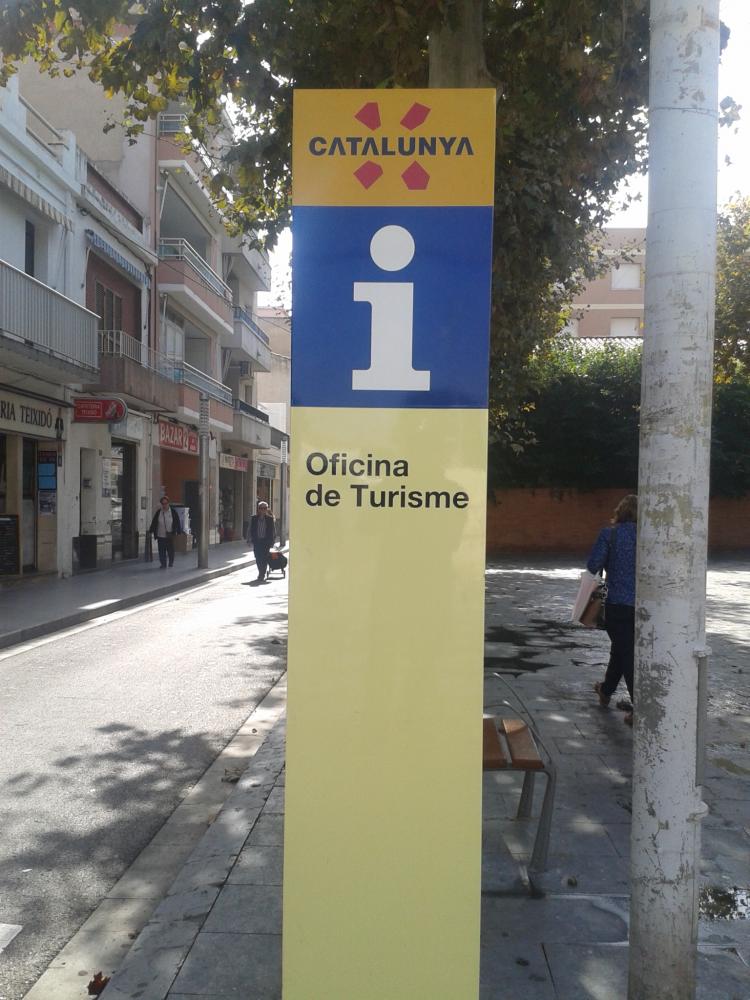 CATALUNYA
i
Oficina
de Turisme
RIA TEIXIDÓ
BAZAR